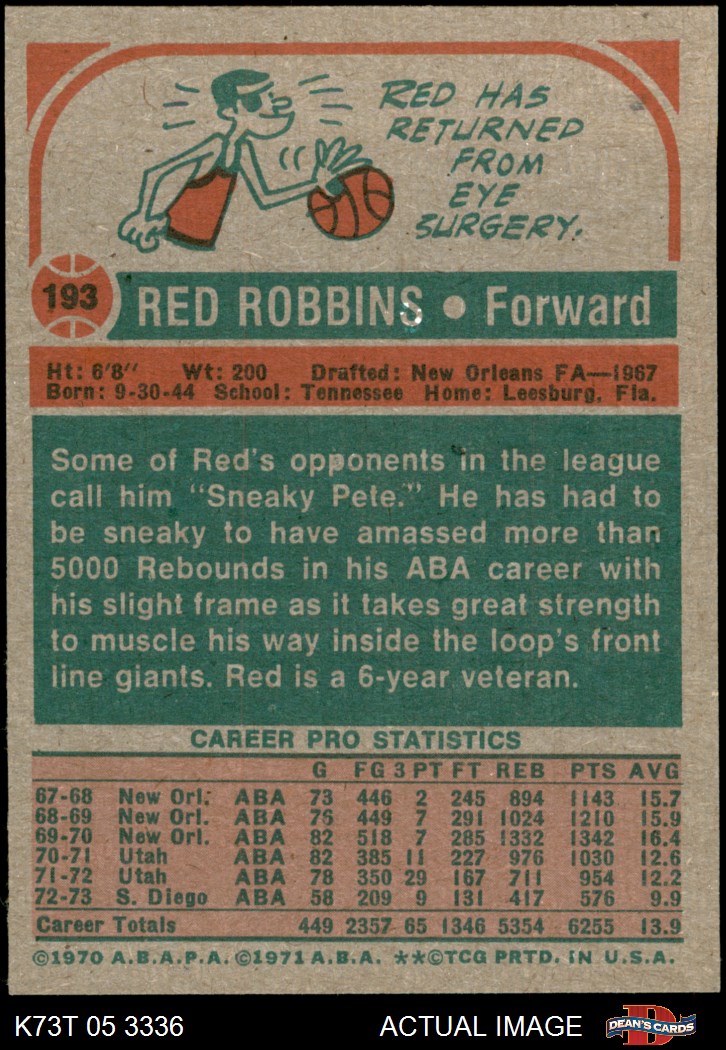 RED HAS
RETURNED
FROM
EYE
SURGERY.
193
RED ROBBINS • Forward
Ht: 6'8" Wt: 200 Drafted: New Orleans FA—1967
Born: 9-30-44 School: Tennessee Home: Leesburg, Fla.
Some of Red's opponents in the league
call him "Sneaky Pete." He has had to
be sneaky to have amassed more than
5000 Rebounds in his ABA career with
his slight frame as it takes great strength
to muscle his way inside the loop's front
line giants. Red is a 6-year veteran.
CAREER PRO STATISTICS
G FG 3 PT FT REB PTS AVG
67-68 New Orl. ABA 73 446 2 245 894 1143 15.7
68-69 New Orl. ABA 76 449 7 291 1024 1210 15.9
69-70 New Orl. ABA 82 518 7 285 1332 1342 16.4
70-71 Utah ABA 82 385 11 227 976 1030 12.6
71-72 Utah ABA 78 350 29 167 711 954 12.2
72-73 S. Diego ABA 58 209 9 131 417 576 9.9
Career Totals 449 2357 65 1346 5354 6255 13.9
©1970 A.B.A.P.A. ©1971 A.B.A. **©TCG PRTD. IN U.S.A.
K73T 05 3336 ACTUAL IMAGE DEAN'S CARDS